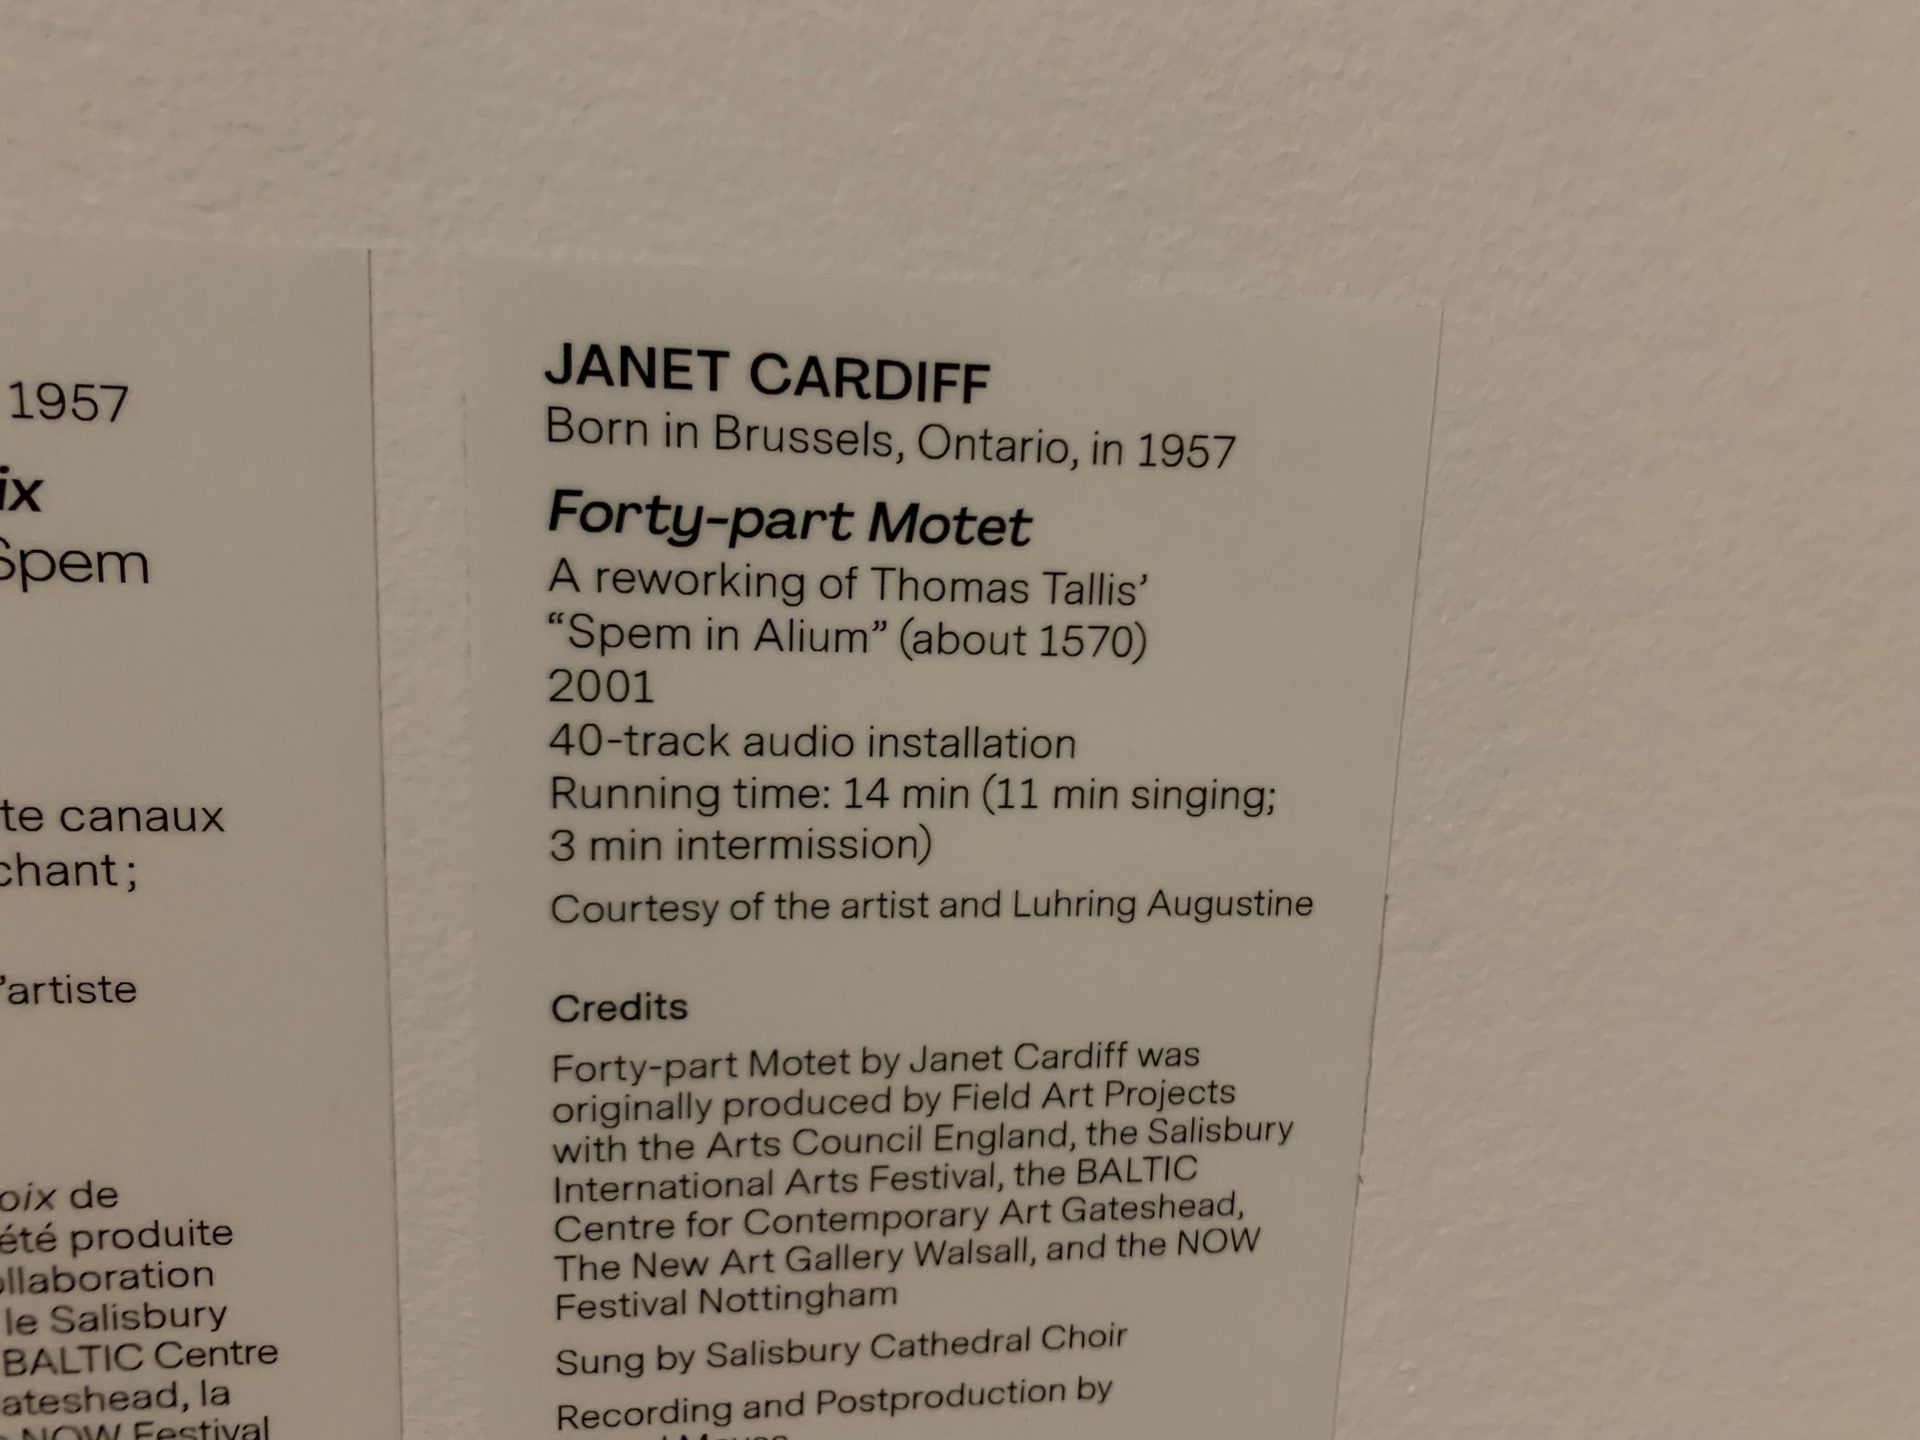 1957
ix
Spem
te canaux
chant ;
'artiste
oix de
été produite
ollaboration
le Salisbury
BALTIC Centre
ateshead, la
NOW Festival
JANET CARDIFF
Born in Brussels, Ontario, in 1957
Forty-part Motet
A reworking of Thomas Tallis’
“Spem in Alium” (about 1570)
2001
40-track audio installation
Running time: 14 min (11 min singing;
3 min intermission)
Courtesy of the artist and Luhring Augustine
Credits
Forty-part Motet by Janet Cardiff was
originally produced by Field Art Projects
with the Arts Council England, the Salisbury
International Arts Festival, the BALTIC
Centre for Contemporary Art Gateshead,
The New Art Gallery Walsall, and the NOW
Festival Nottingham
Sung by Salisbury Cathedral Choir
Recording and Postproduction by